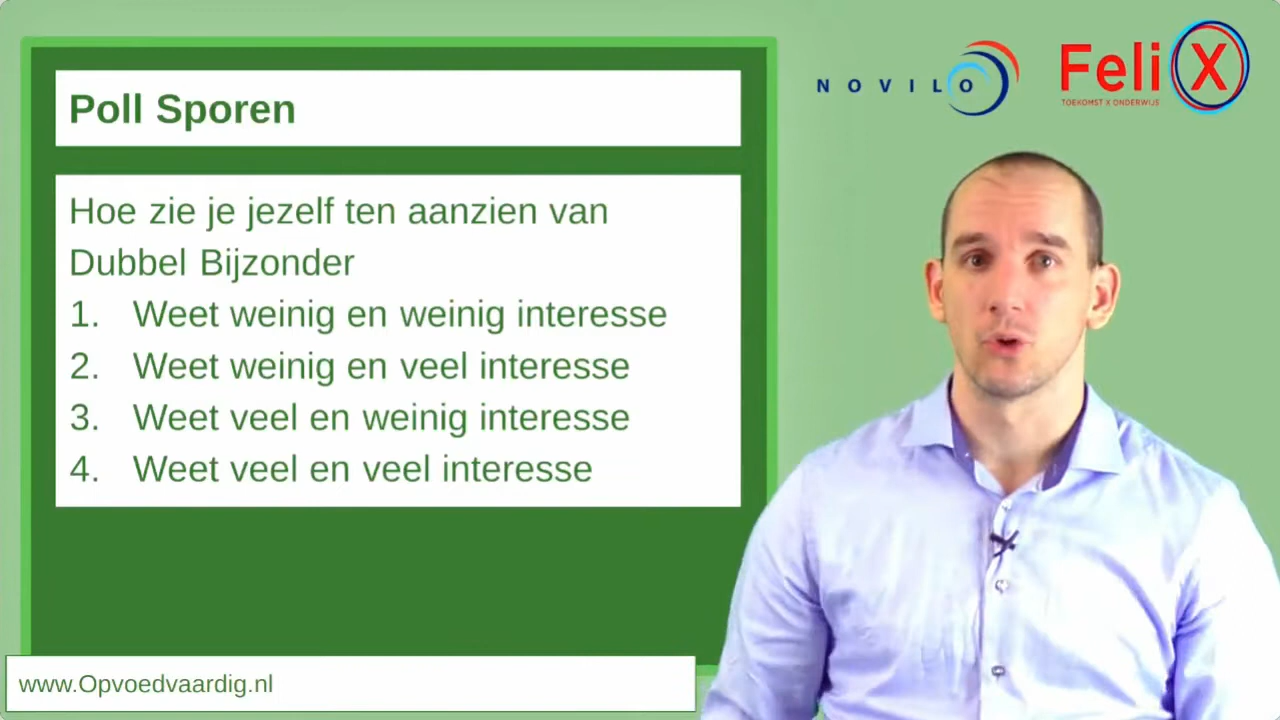 Poll Sporen
NOVILO
FeliX
TOEKOMST X ONDERWIJS
Hoe zie je jezelf ten aanzien van
Dubbel Bijzonder
1. Weet weinig en weinig interesse
2. Weet weinig en veel interesse
3. Weet veel en weinig interesse
4. Weet veel en veel interesse
www.Opvoedvaardig.nl